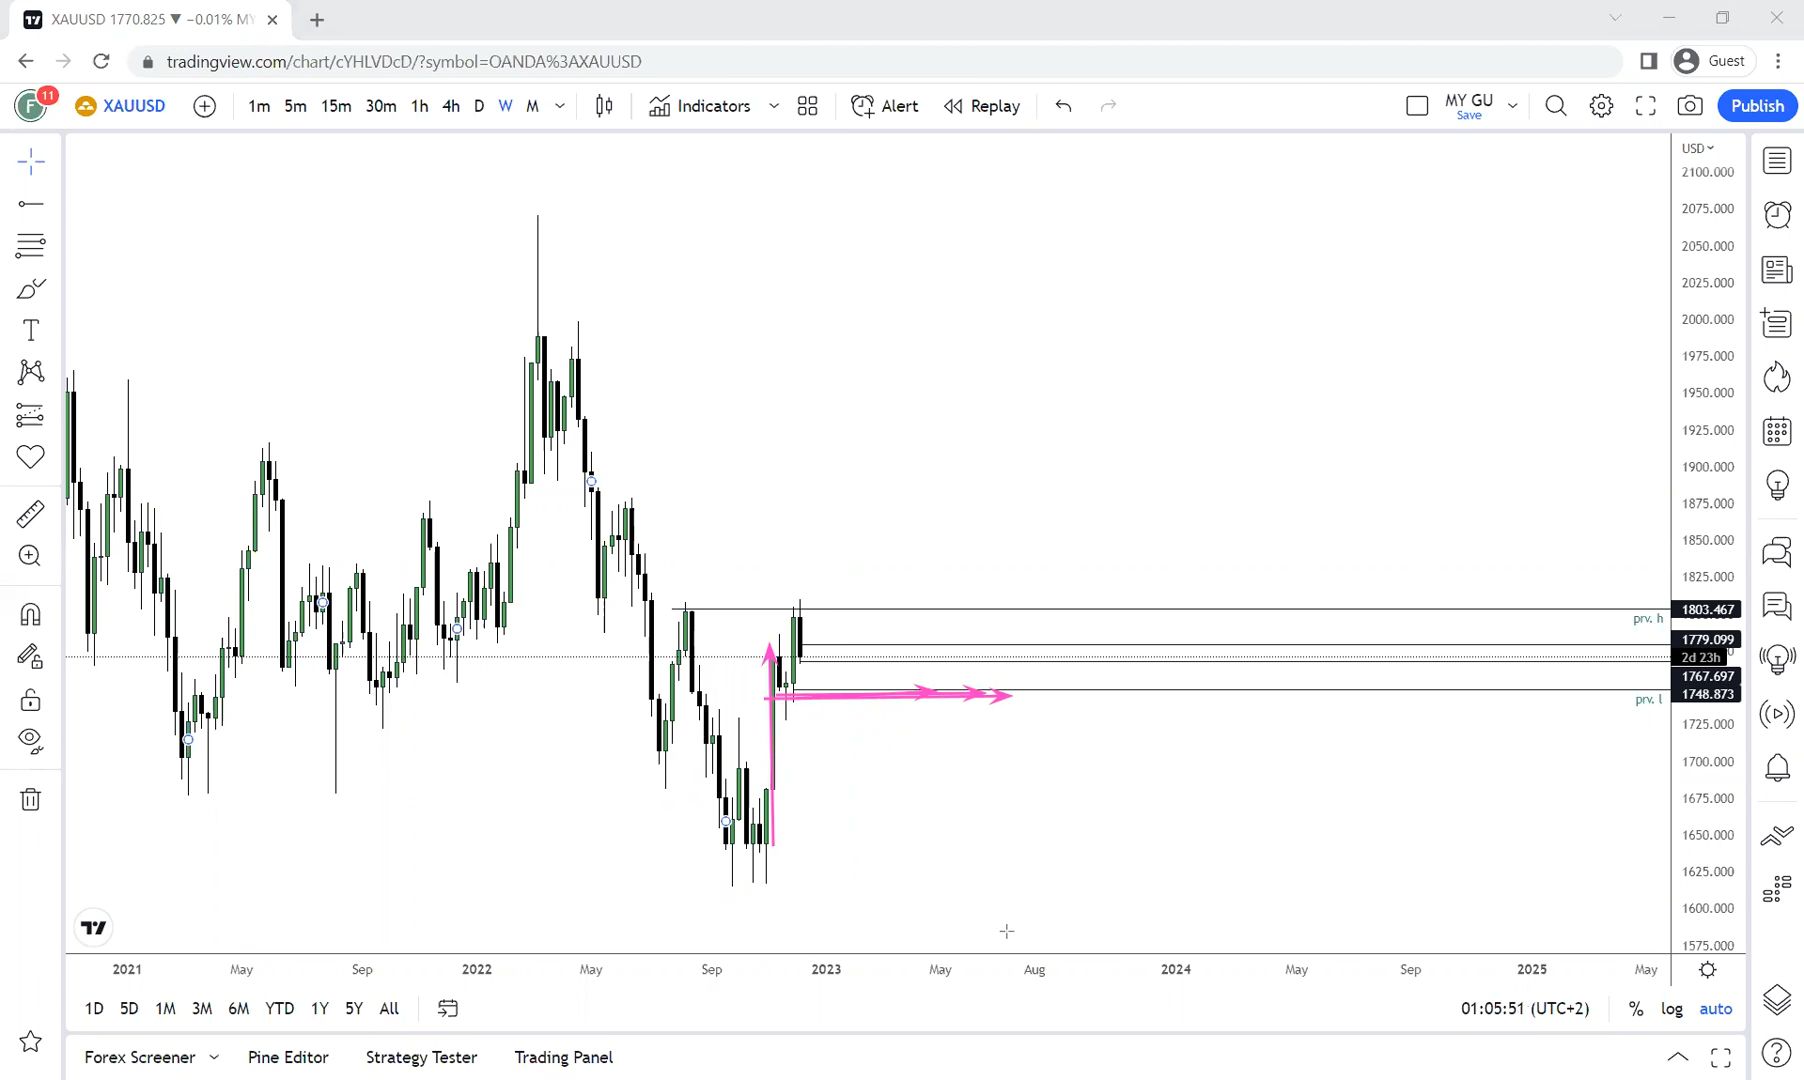 XAUUSD 1770.825 ▼ −0.01% MY
tradingview.com/chart/cYHLVDcD/?symbol=OANDA%3AXAUUSD
Guest
F
11
XAUUSD
1m 5m 15m 30m 1h 4h D W M
Indicators
Alert
Replay
MY GU
Save
Publish
USD
2100.000
2075.000
2050.000
2025.000
2000.000
1975.000
1950.000
1925.000
1900.000
1875.000
1850.000
1825.000
1803.467
prv. h
1779.099
2d 23h
1767.697
1748.873
prv. l
1725.000
1700.000
1675.000
1650.000
1625.000
1600.000
1575.000
2021 May Sep 2022 May Sep 2023 May Aug 2024 May Sep 2025 May
1D 5D 1M 3M 6M YTD 1Y 5Y All
01:05:51 (UTC+2)
% log auto
Forex Screener
Pine Editor
Strategy Tester
Trading Panel